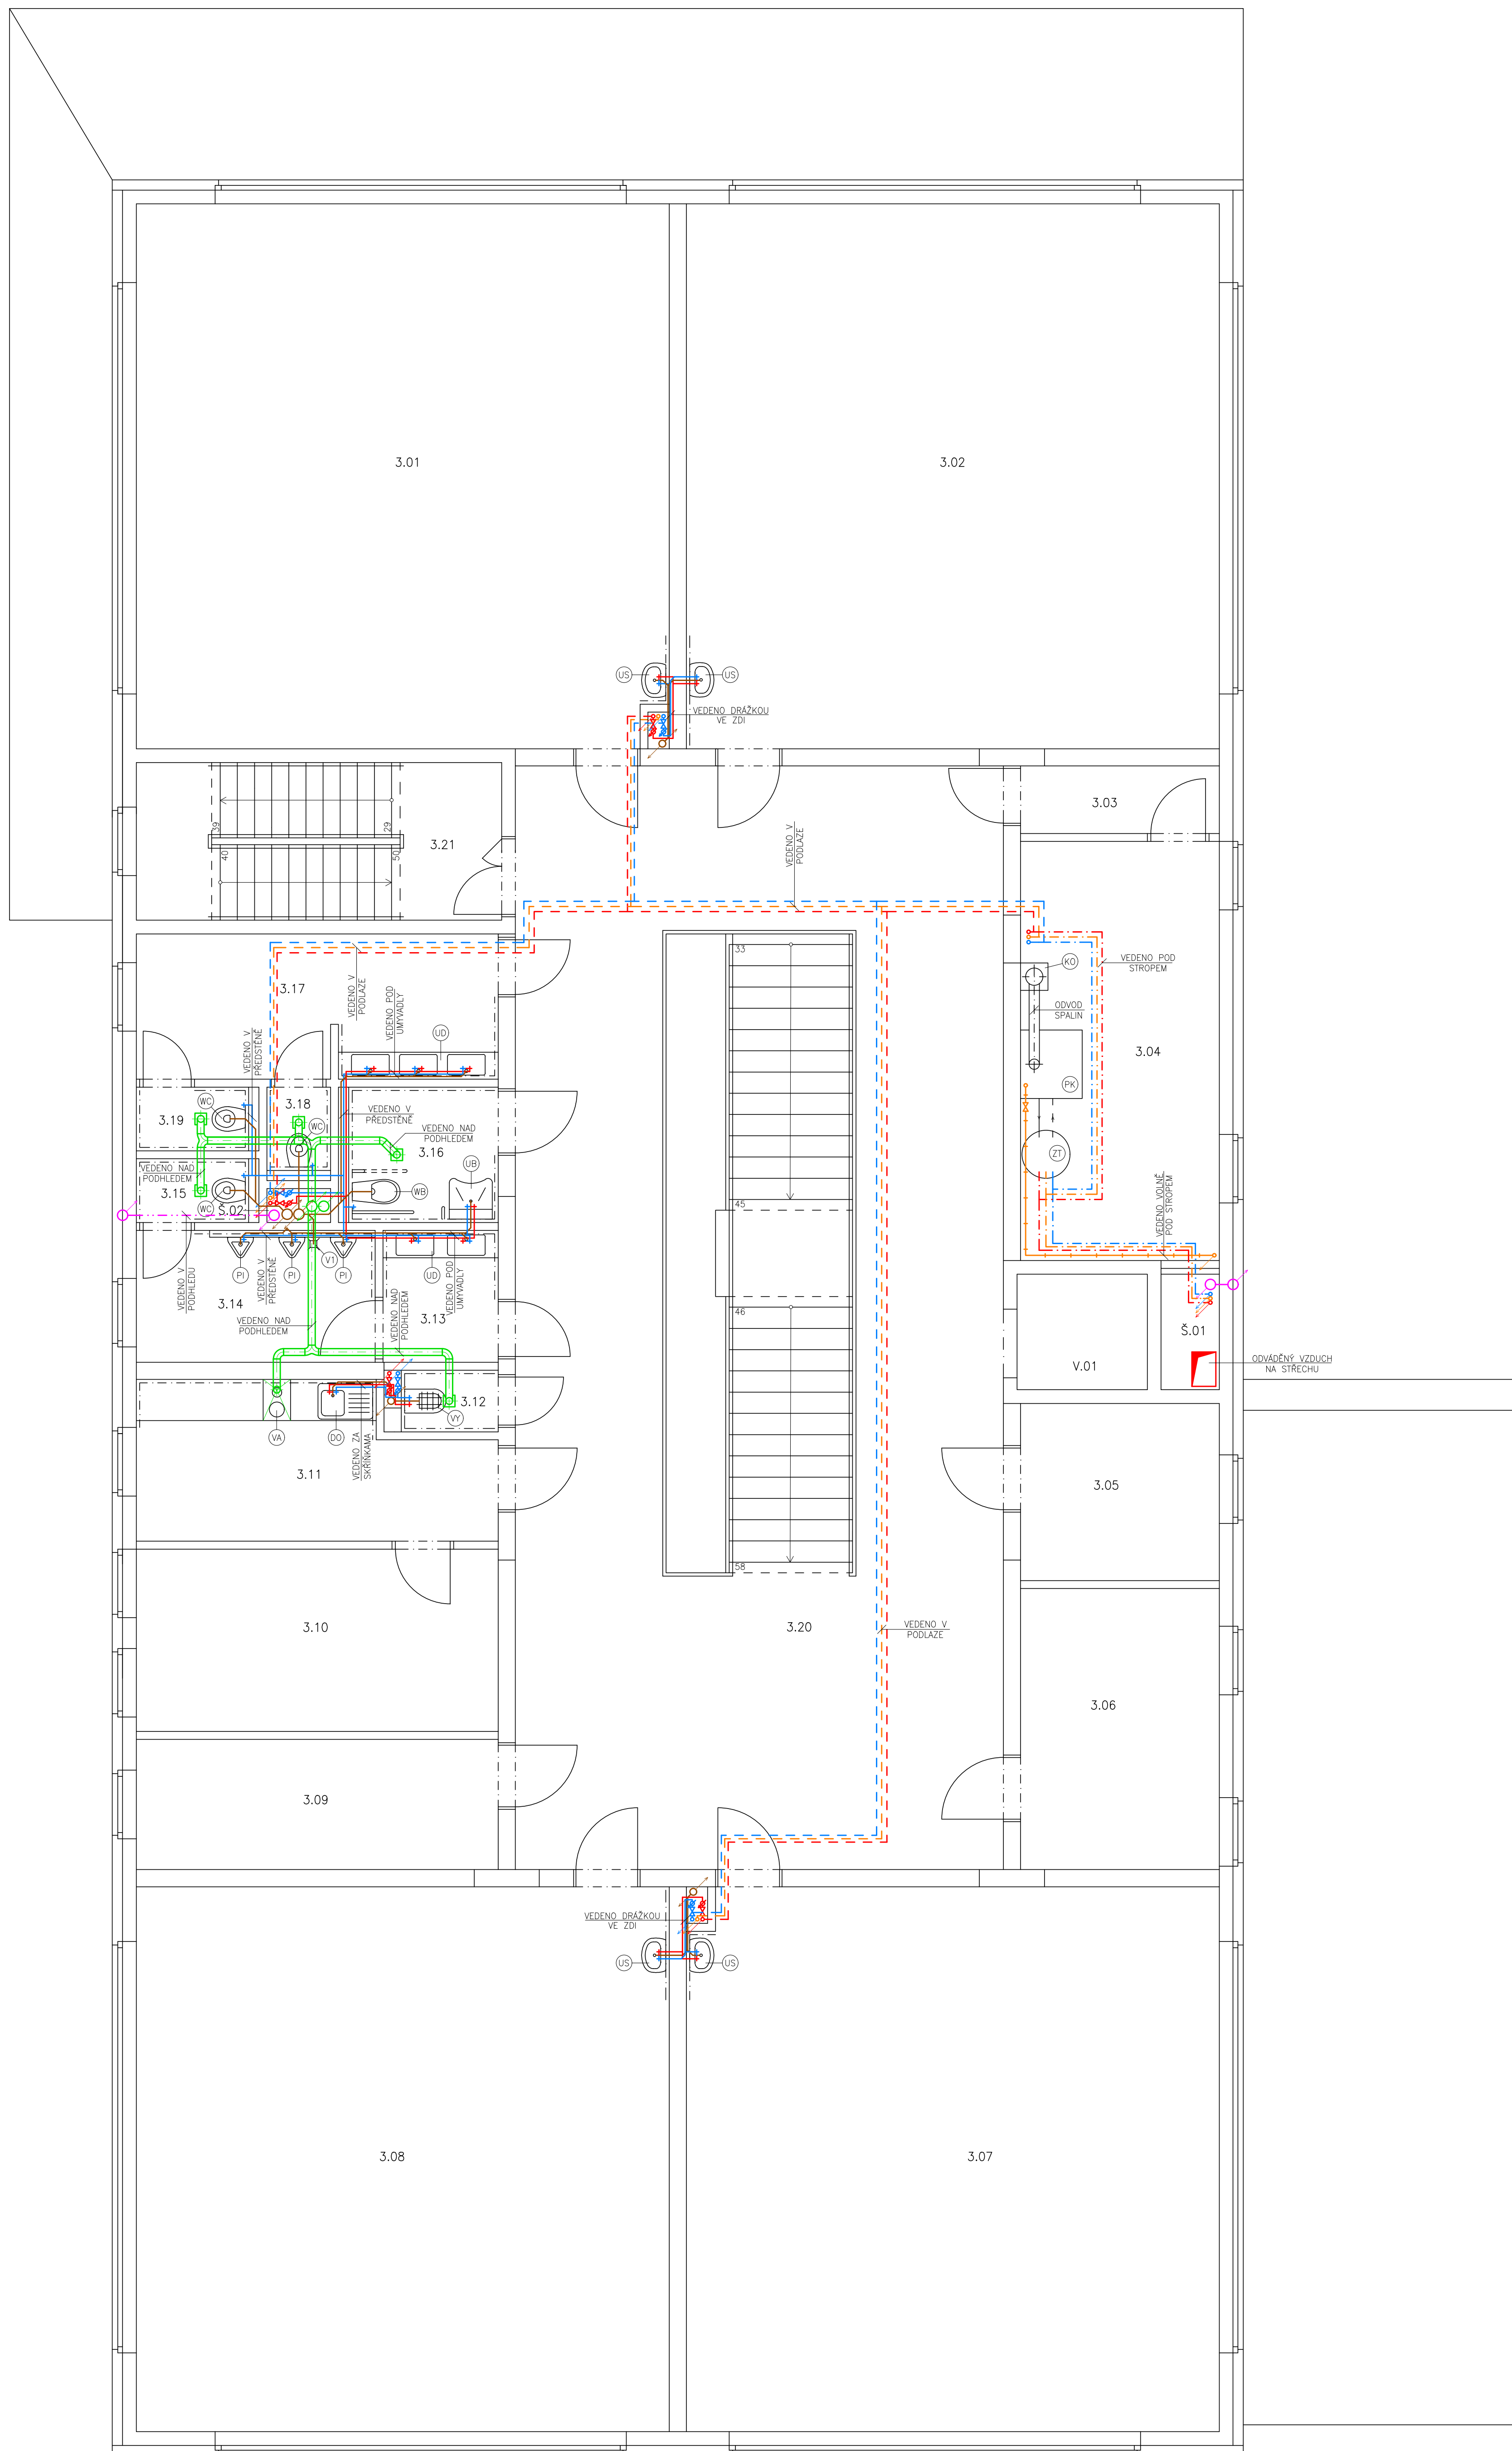 3.01
3.02
US
US
VEDENO DRÁŽKOU
VE ZDI
3.03
39
29
3.21
40
50
VEDENO V
PODLAZE
33
KO
VEDENO POD
STROPEM
3.17
VEDENO V
PODLAZE
VEDENO POD
UMYVADLY
ODVOD
SPALIN
UD
VEDENO V
PŘEDSTĚNĚ
3.04
PK
WC
3.18
VEDENO V
PŘEDSTĚNĚ
3.19
WC
VEDENO NAD
PODHLEDEM
3.16
ZT
VEDENO NAD
PODHLEDEM
UB
3.15
WB
WC
Š.02
45
VEDENO VOLNĚ
POD STROPEM
V1
PI
PI
PI
UD
VEDENO V
PODHLEDU
VEDENO V
PŘEDSTĚNĚ
VEDENO POD
UMYVADLY
3.14
46
VEDENO NAD
PODHLEDEM
VEDENO NAD
PODHLEDEM
3.13
Š.01
V.01
ODVÁDĚNÝ VZDUCH
NA STŘECHU
3.12
VY
VA
DO
VEDENO ZA
SKŘÍŇKAMA
3.11
3.05
58
3.10
3.20
VEDENO V
PODLAZE
3.06
3.09
VEDENO DRÁŽKOU
VE ZDI
US
US
3.08
3.07